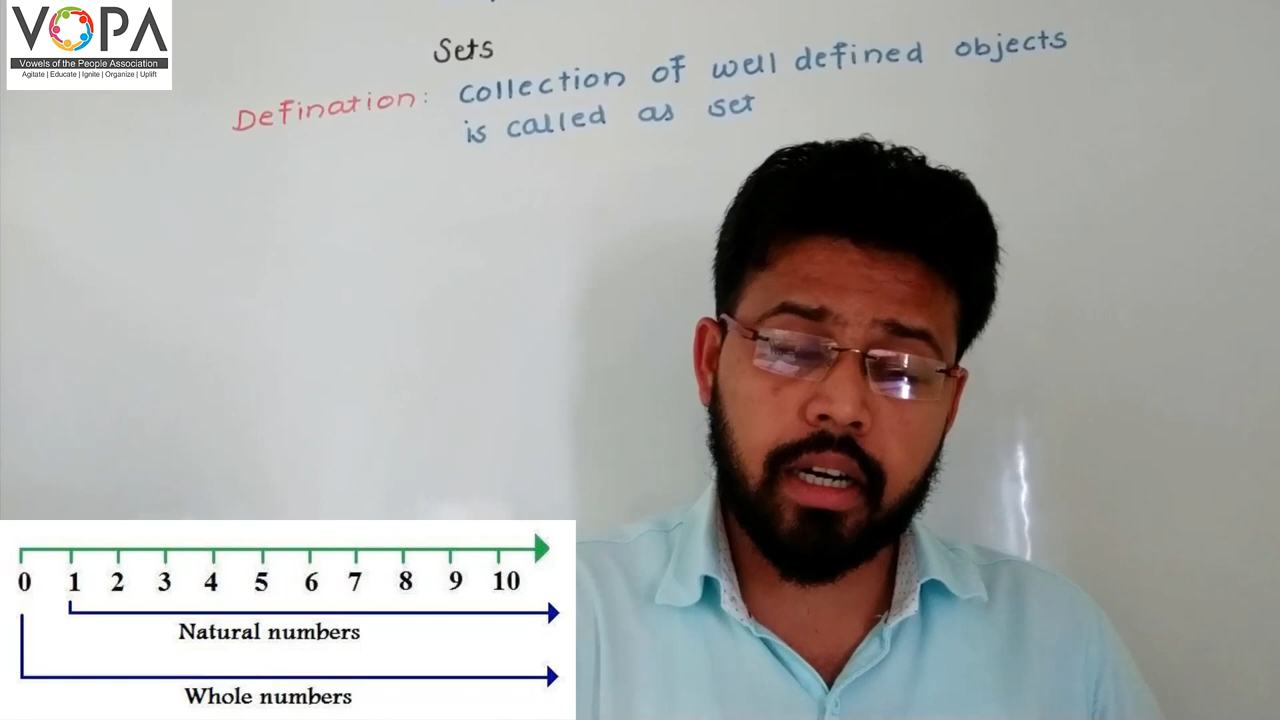 VOPA
Vowels of the People Association
Agitate | Educate | Ignite | Organize | Uplift
Sets
Defination: collection of well defined objects
is called as set
0 1 2 3 4 5 6 7 8 9 10
Natural numbers
Whole numbers